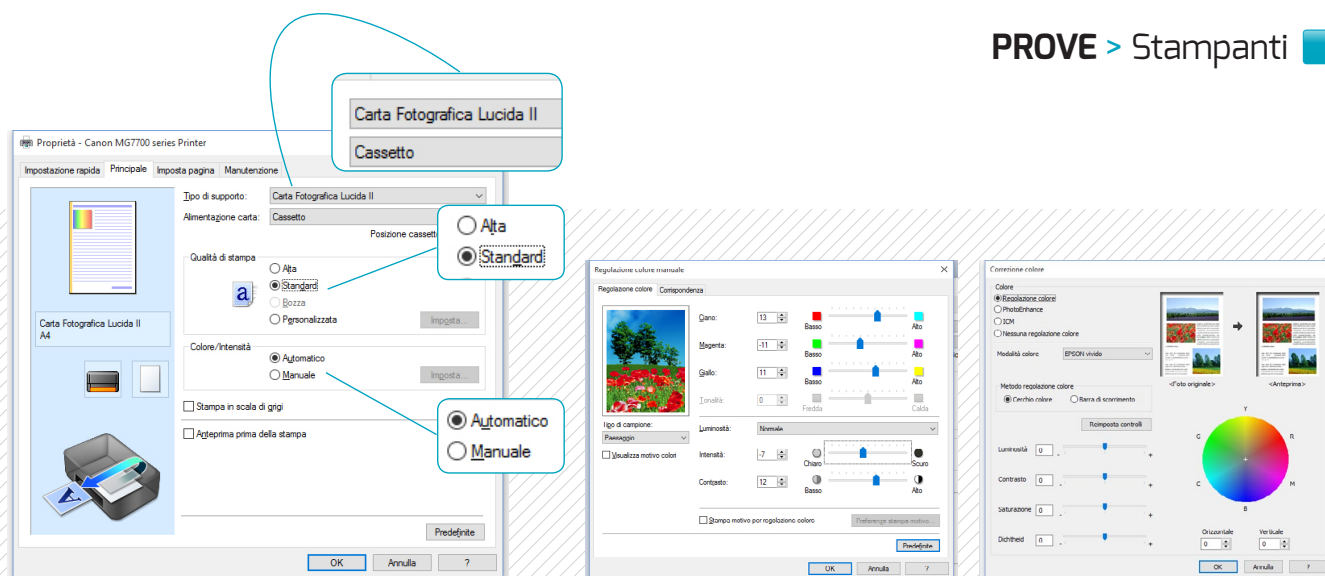 PROVE > Stampanti
Carta Fotografica Lucida II
Cassetto
Proprietà - Canon MG7700 series Printer
Impostazione rapida Principale Imposta pagina Manutenzione
Tipo di supporto: Carta Fotografica Lucida II
Alimentazione carta: Cassetto
Posizione cassett
Qualità di stampa
Alta
Standard
Bozza
Personalizzata Imposta...
a
Carta Fotografica Lucida II
A4
Colore/Intensità
Automatico
Manuale Imposta...
Stampa in scala di grigi
Anteprima prima della stampa
A
Predefinite
OK Annulla ?
Alta
Standard
Automatico
Manuale
Regolazione colore manuale
Regolazione colore Corrispondenza
Ciano: 13 Basso Alto
Magenta: -11 Basso Alto
Giallo: 11 Basso Alto
Tonalità: 0 Fredda Calda
Tipo di campione:
Paesaggio
Visualizza motivo colori
Luminosità: Normale
Intensità: -7 Chiaro Scuro
Contrasto: 12 Basso Alto
Stampa motivo per regolazione colore Preferenze stampa motivo...
Predefinite
OK Annulla ?
Correzione colore
Colore
Regolazione colore
PhotoEnhance
ICM
Nessuna regolazione colore
Modalità colore EPSON vivido
<Foto originale> <Anteprima>
Metodo regolazione colore
Cerchio colore Barra di scorrimento
Reimposta controlli
Luminosità 0 - +
Contrasto 0 - +
Saturazione 0 - +
Dichtheid 0 - +
Y
G R
C M
B
Orizzontale Verticale
0 0
OK Annulla ?